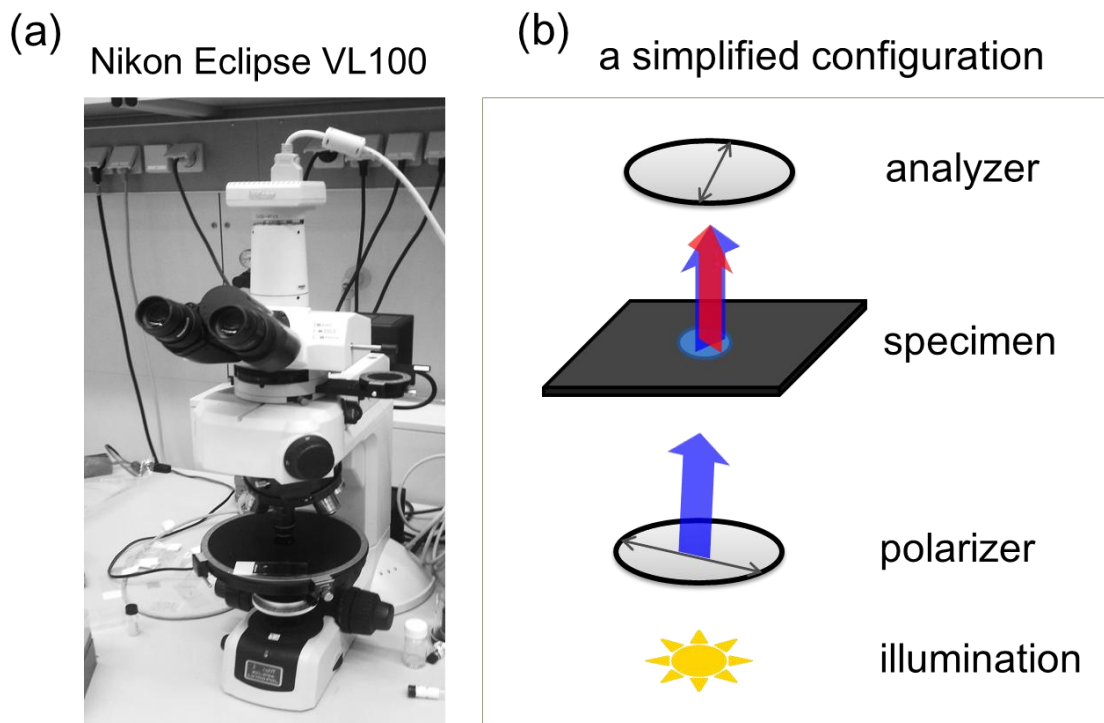 (a)
Nikon Eclipse VL100
(b)
a simplified configuration
analyzer
specimen
polarizer
illumination